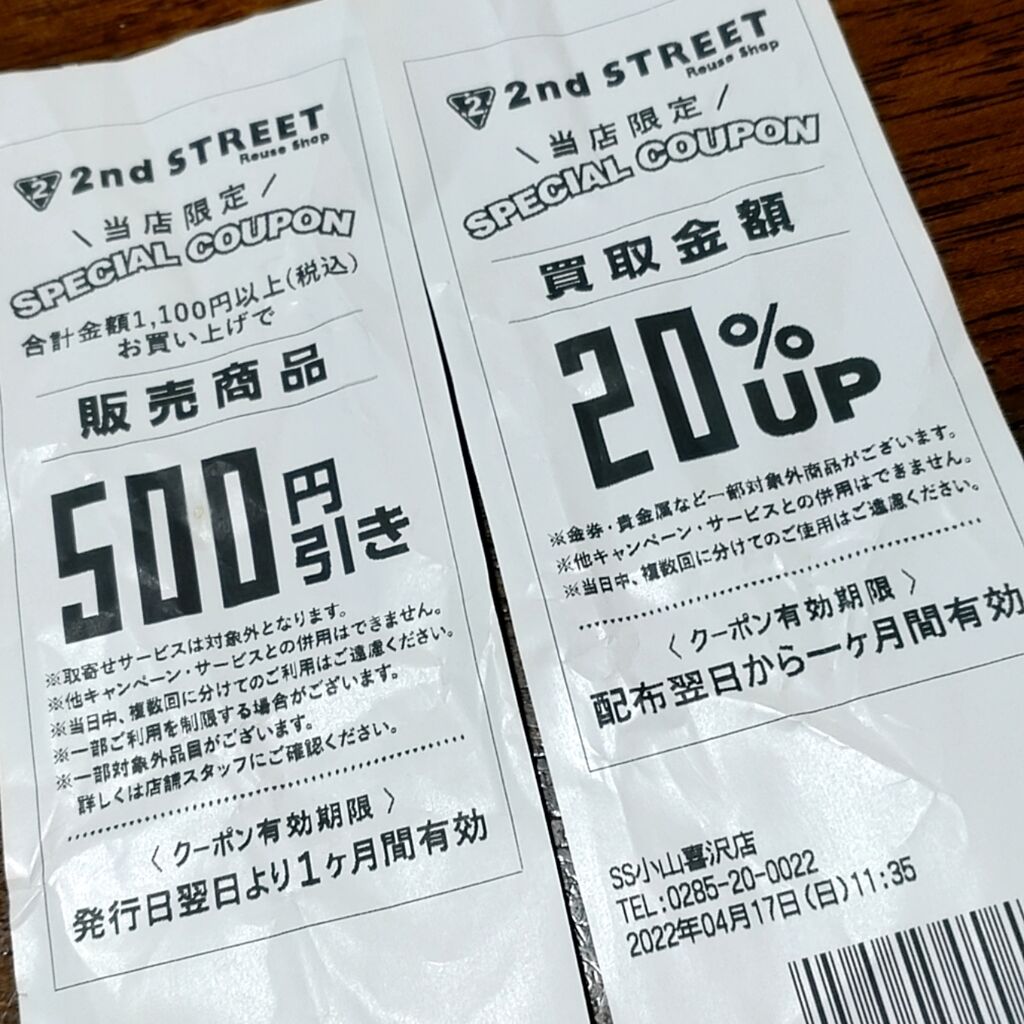 2nd STREET
Reuse Shop
\ 当店限定 /
SPECIAL COUPON
合計金額1,100円以上(税込)
お買い上げで
販売商品
500円
引き
※取寄せサービスは対象外となります。
※他キャンペーン・サービスとの併用はできません。
※当日中、複数回に分けてのご利用はご遠慮ください。
※一部ご利用を制限する場合がございます。
※一部対象外品目がございます。
詳しくは店舗スタッフにご確認ください。
〈 クーポン有効期限 〉
発行日翌日より1ヶ月間有効
2nd STREET
Reuse Shop
\ 当店限定 /
SPECIAL COUPON
買取金額
20%
UP
※金券・貴金属など一部対象外商品がございます。
※他キャンペーン・サービスとの併用はできません。
※当日中、複数回に分けてのご使用はご遠慮ください。
〈 クーポン有効期限 〉
配布翌日から一ヶ月間有効
SS小山喜沢店
TEL:0285-20-0022
2022年04月17日(日)11:35